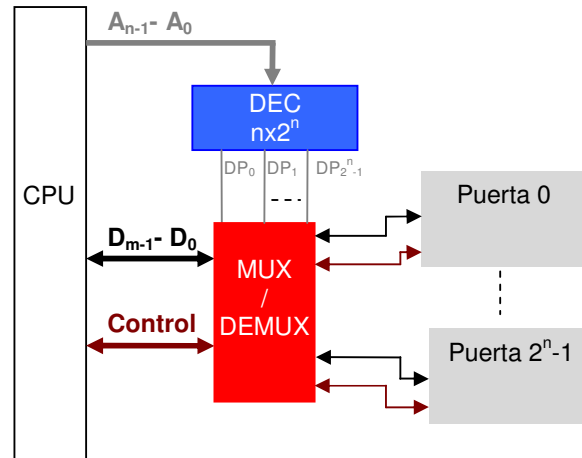 Aₙ₋₁- A₀
DEC
nx2ⁿ
DP₀ DP₁ DP₂ⁿ₋₁
CPU
Puerta 0
Dₘ₋₁- D₀
MUX
/
DEMUX
Control
Puerta 2ⁿ-1